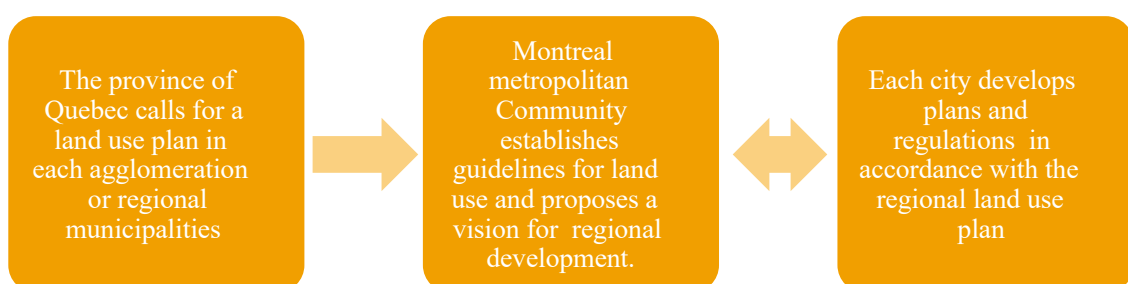 The province of
Quebec calls for a
land use plan in
each agglomeration
or regional
municipalities
Montreal
metropolitan
Community
establishes
guidelines for land
use and proposes a
vision for regional
development.
Each city develops
plans and
regulations in
accordance with the
regional land use
plan